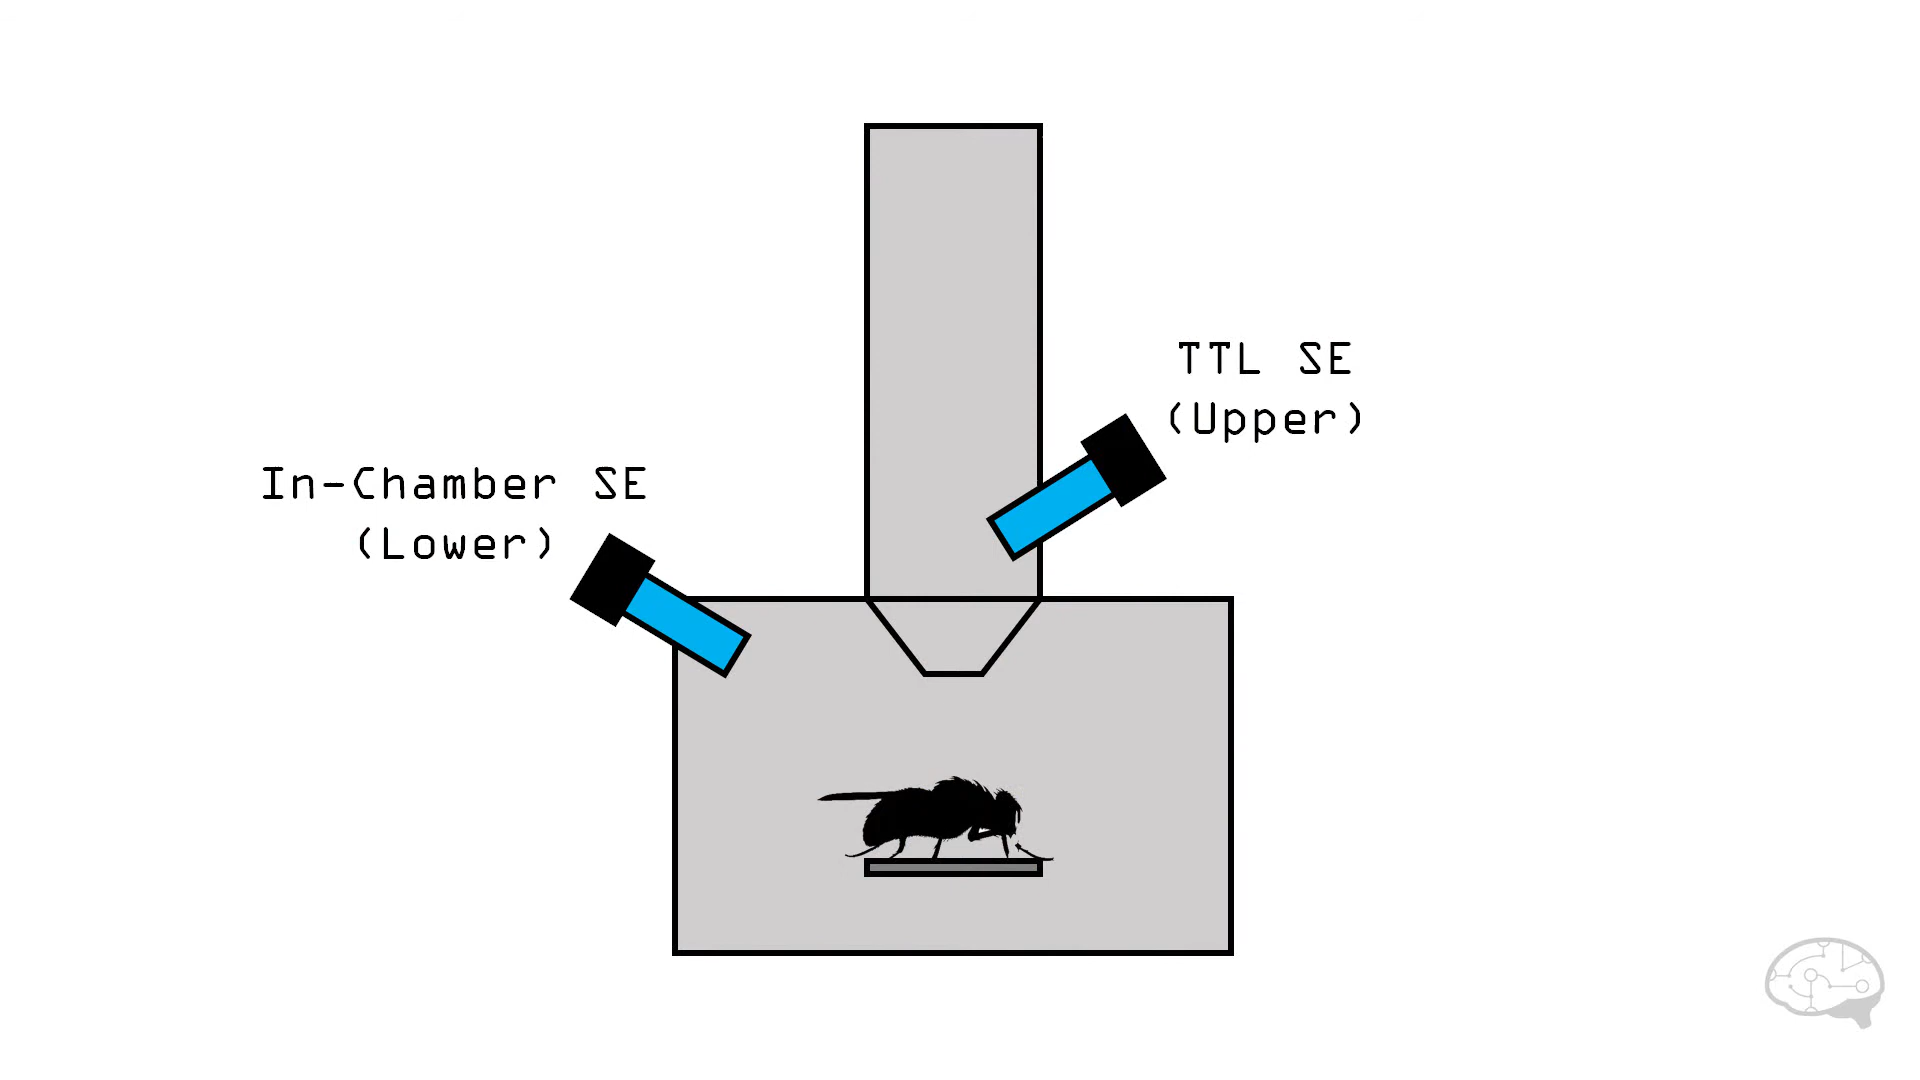 TTL SE
(Upper)
In-Chamber SE
(Lower)